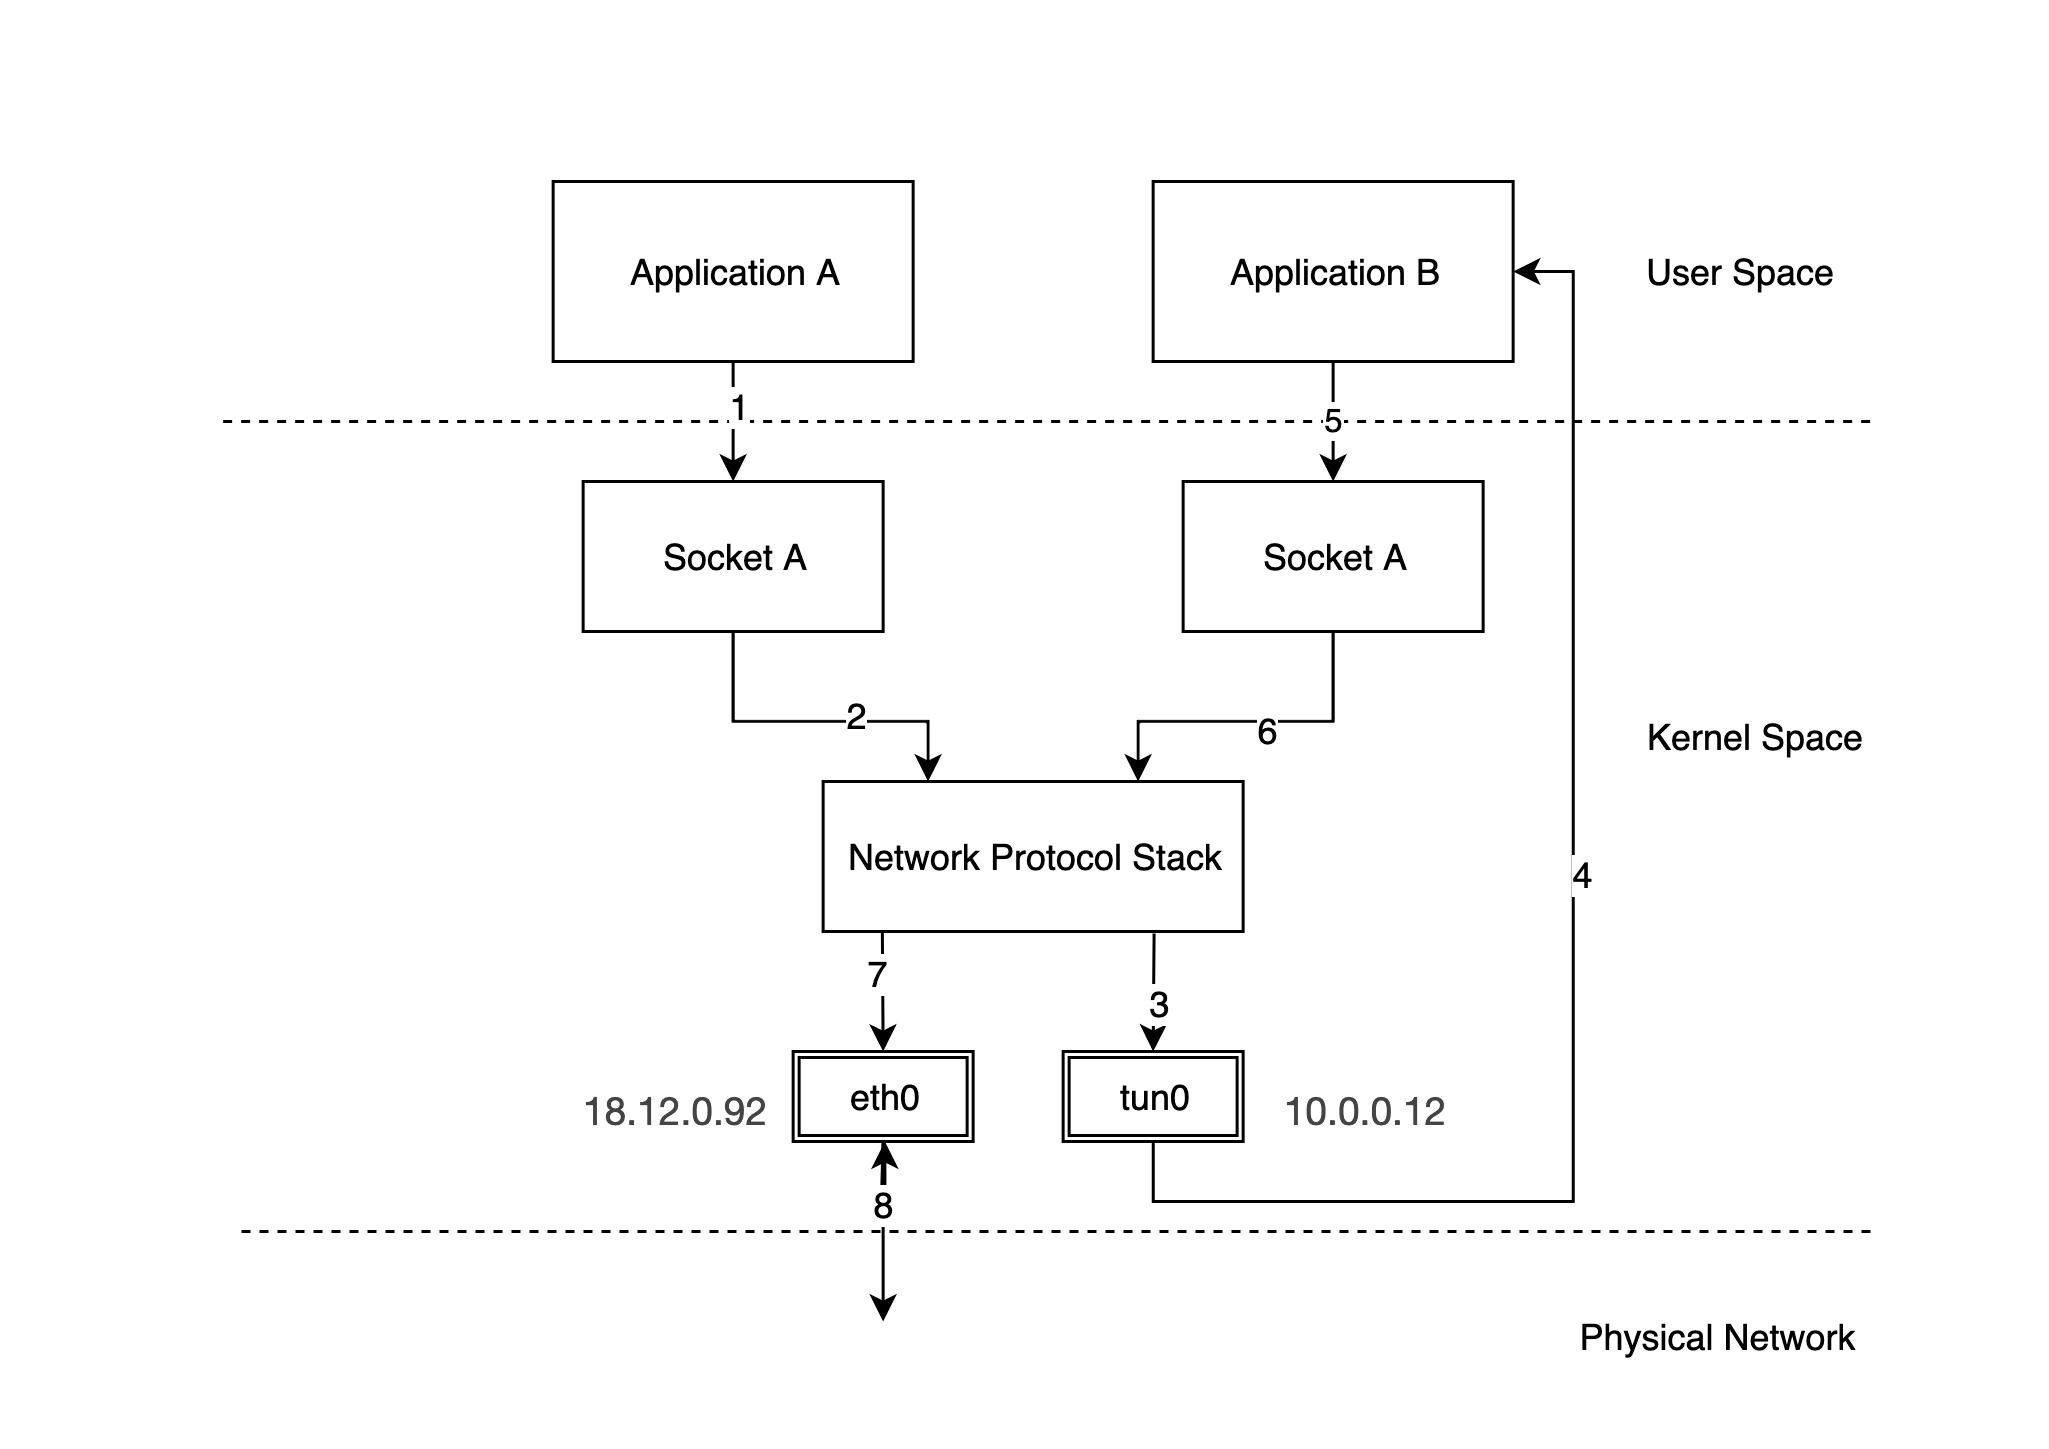 Application A
Application B
User Space
1
5
Socket A
Socket A
2
6
Kernel Space
Network Protocol Stack
4
7
3
18.12.0.92
eth0
tun0
10.0.0.12
8
Physical Network